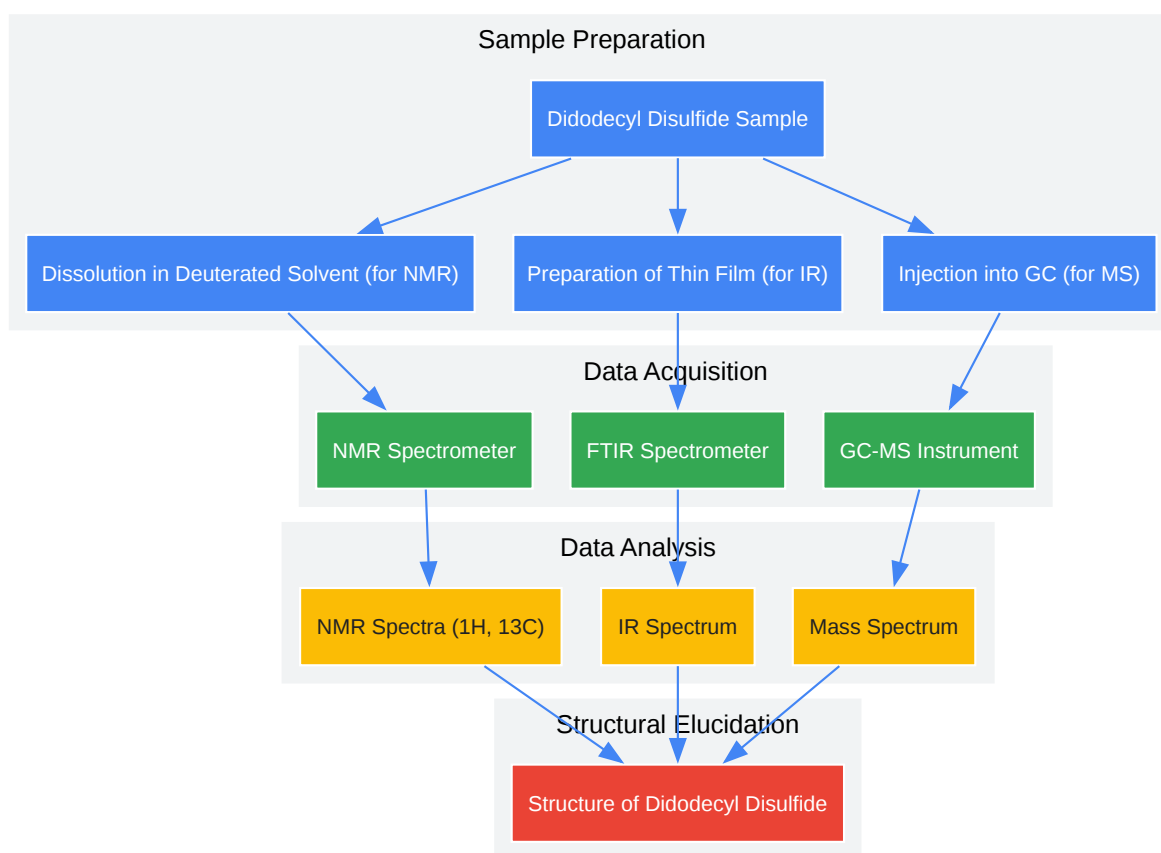 Sample Preparation
Didodecyl Disulfide Sample
Dissolution in Deuterated Solvent (for NMR)
Preparation of Thin Film (for IR)
Injection into GC (for MS)
Data Acquisition
NMR Spectrometer
FTIR Spectrometer
GC-MS Instrument
Data Analysis
NMR Spectra (1H, 13C)
IR Spectrum
Mass Spectrum
Structural Elucidation
Structure of Didodecyl Disulfide